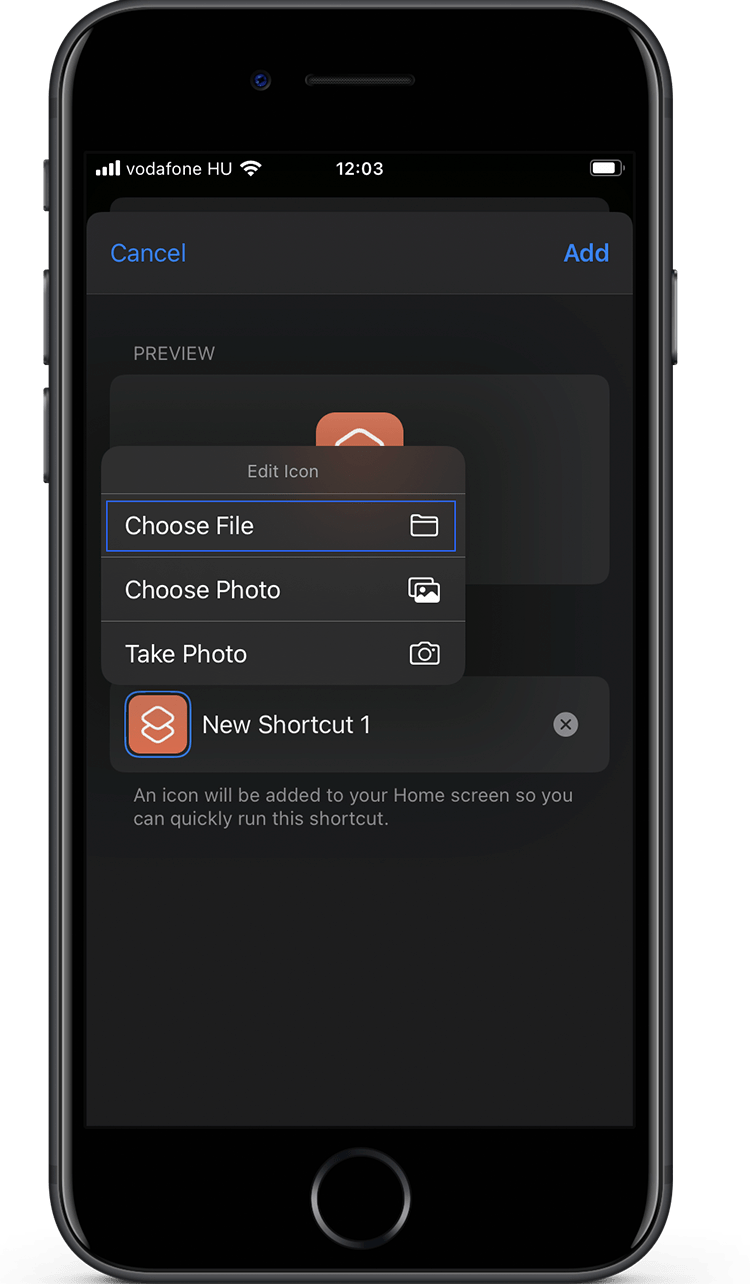 vodafone HU 12:03
Cancel Add
PREVIEW
Edit Icon
Choose File
Choose Photo
Take Photo
New Shortcut 1
An icon will be added to your Home screen so you
can quickly run this shortcut.